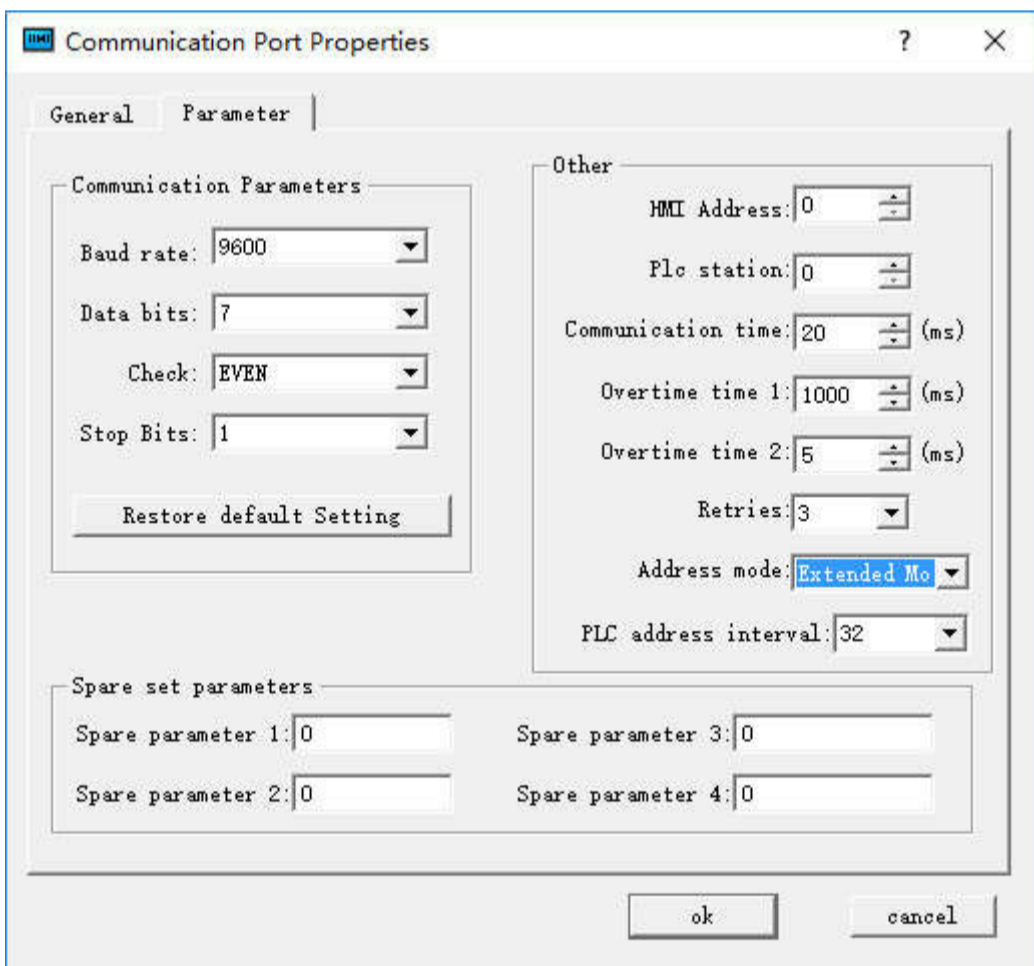 HMI
Communication Port Properties
?
General
Parameter
Communication Parameters
Baud rate: 9600
Data bits: 7
Check: EVEN
Stop Bits: 1
Restore default Setting
Other
HMI Address: 0
Plc station: 0
Communication time: 20 (ms)
Overtime time 1: 1000 (ms)
Overtime time 2: 5 (ms)
Retries: 3
Address mode: Extended Mo
PLC address interval: 32
Spare set parameters
Spare parameter 1: 0
Spare parameter 3: 0
Spare parameter 2: 0
Spare parameter 4: 0
ok
cancel